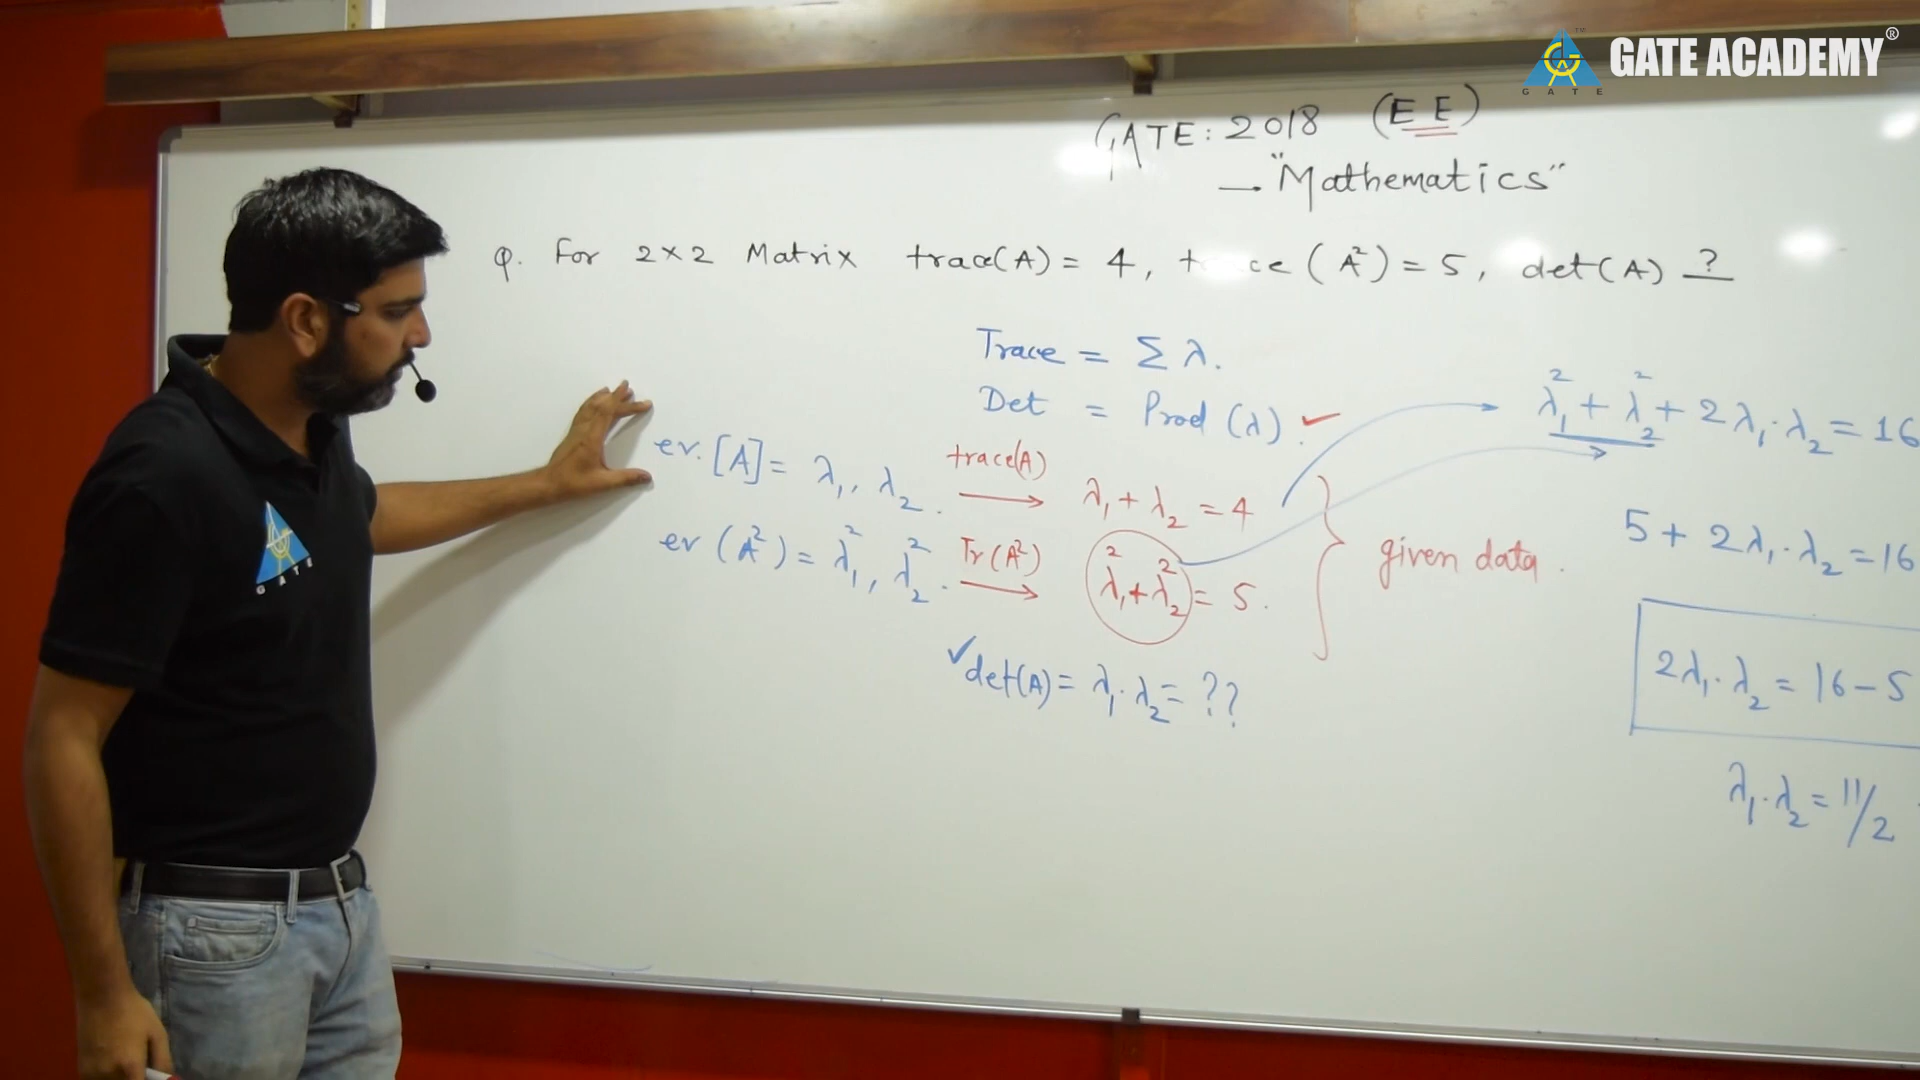 GATE ACADEMY®
G A T E
GATE: 2018 (EE)
→ "Mathematics"
Q. For 2×2 Matrix trace(A) = 4, t ce (A²) = 5, det(A) ?
Trace = Σ λ.
Det = Prod (λ). ✓
ev. [A] = λ₁, λ₂. trace(A) → λ₁ + λ₂ = 4
ev (A²) = λ₁², λ₂². Tr(A²) → λ₁² + λ₂² = 5.
given data.
✓det(A) = λ₁·λ₂ = ??
λ₁² + λ₂² + 2λ₁·λ₂ = 16
5 + 2λ₁·λ₂ = 16
2λ₁·λ₂ = 16 - 5
λ₁·λ₂ = 11/2
GATE